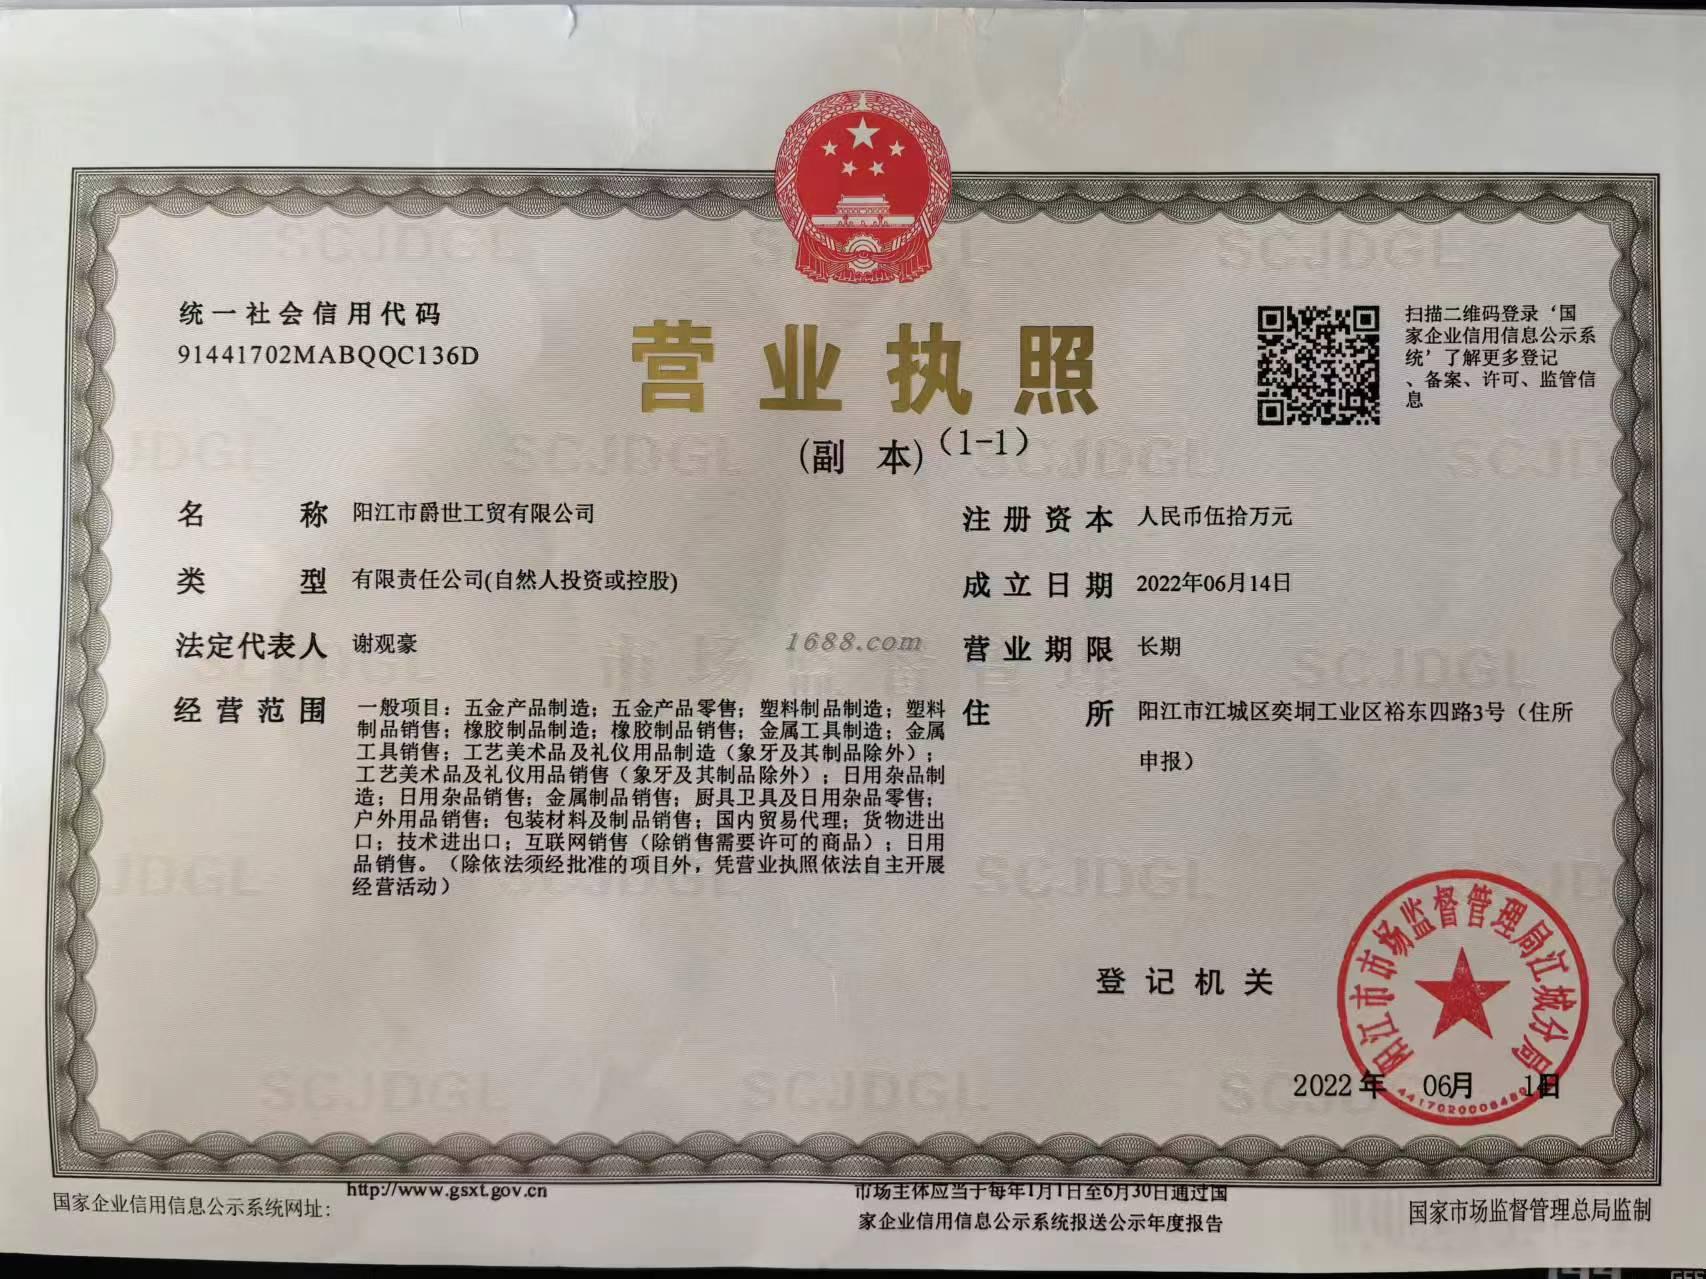 统一社会信用代码
91441702MABQQC136D
营业执照
(副 本)(1-1)
扫描二维码登录‘国
家企业信用信息公示系
统’了解更多登记
、备案、许可、监管信
息
名 称 阳江市爵世工贸有限公司
类 型 有限责任公司(自然人投资或控股)
法定代表人 谢观豪
经营范围 一般项目：五金产品制造；五金产品零售；塑料制品制造；塑料
制品销售；橡胶制品制造；橡胶制品销售；金属工具制造；金属
工具销售；工艺美术品及礼仪用品制造（象牙及其制品除外）；
工艺美术品及礼仪用品销售（象牙及其制品除外）；日用杂品制
造；日用杂品销售；金属制品销售；厨具卫具及日用杂品零售；
户外用品销售；包装材料及制品销售；国内贸易代理；货物进出
口；技术进出口；互联网销售（除销售需要许可的商品）；日用
品销售。（除依法须经批准的项目外，凭营业执照依法自主开展
经营活动）
注册资本 人民币伍拾万元
成立日期 2022年06月14日
营业期限 长期
住 所 阳江市江城区奕垌工业区裕东四路3号（住所
申报）
1688.com
市场监督管理
SCJDGL
登记机关
阳江市市场监督管理局江城分局
2022年 06月 14日
国家企业信用信息公示系统网址：
http://www.gsxt.gov.cn
市场主体应当于每年1月1日至6月30日通过国
家企业信用信息公示系统报送公示年度报告
国家市场监督管理总局监制